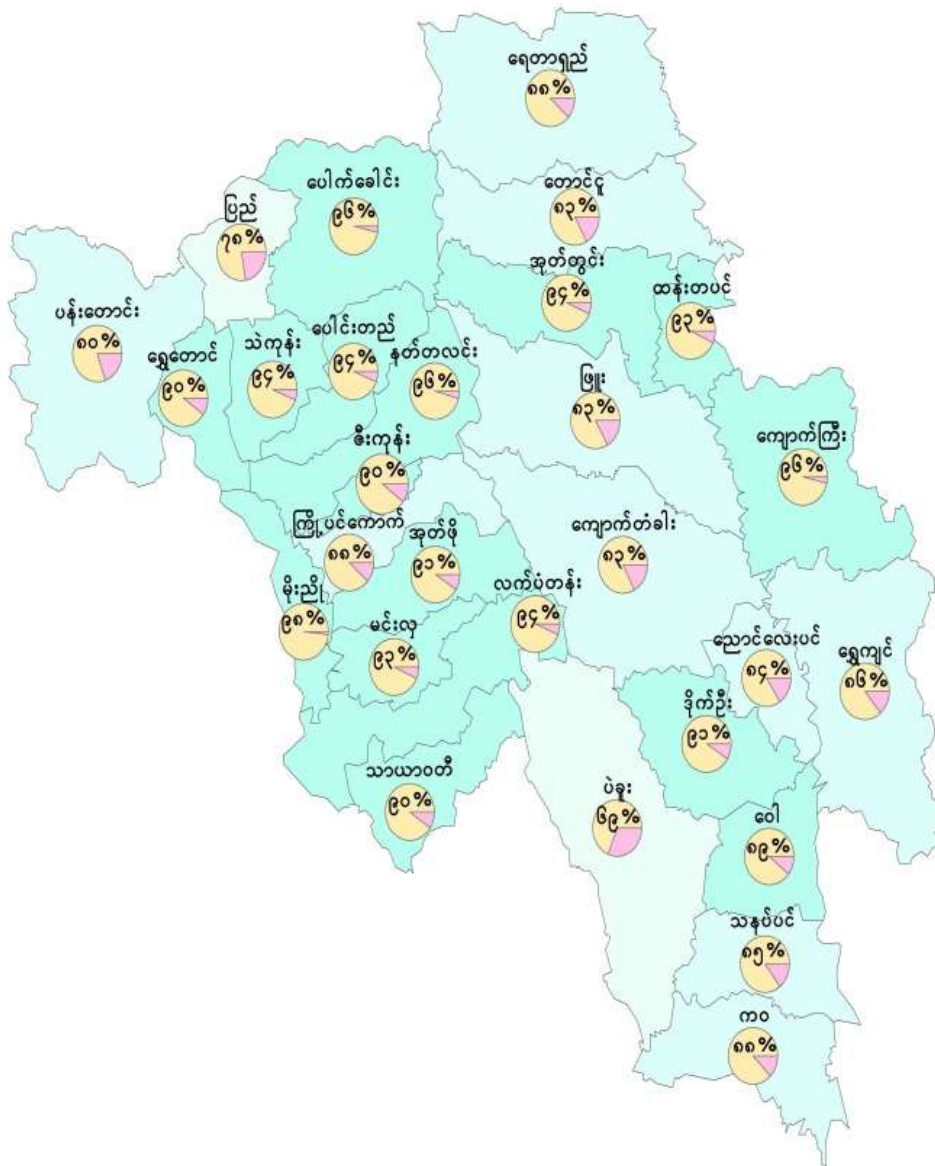 ရေတာရှည်
၈၈%
ပေါက်ခေါင်း
၉၆%
တောင်ငူ
၈၃%
ပြည်
၇၈%
အုတ်တွင်း
၉၄%
ထန်းတပင်
၉၃%
ပန်းတောင်း
၈၀%
ရွှေတောင်
၉၀%
သဲကုန်း
၉၄%
ပေါင်းတည်
၉၄%
နတ်တလင်း
၉၆%
ဖြူး
၈၃%
ကျောက်ကြီး
၉၆%
ဇီးကုန်း
၉၀%
ကြို့ပင်ကောက်
၈၈%
အုတ်ဖို
၉၁%
ကျောက်တံခါး
၈၃%
မိုးညို
၉၈%
လက်ပံတန်း
၉၄%
မင်းလှ
၉၃%
ညောင်လေးပင်
၈၄%
ရွှေကျင်
၈၆%
ဒိုက်ဦး
၉၁%
သာယာဝတီ
၉၀%
ပဲခူး
၆၉%
ဝေါ
၈၉%
သနပ်ပင်
၈၅%
ကဝ
၈၈%